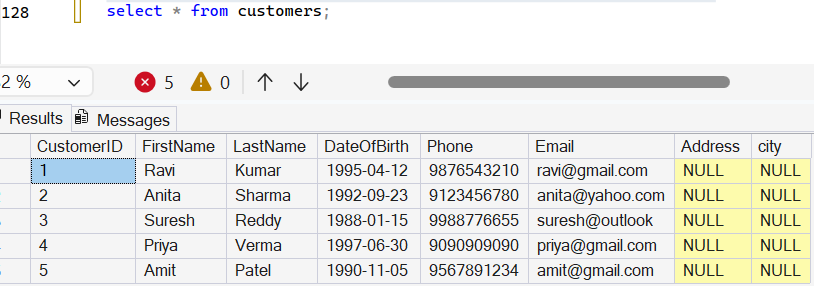 128 select * from customers;
2 % 5 0
Results Messages
CustomerID FirstName LastName DateOfBirth Phone Email Address city
1 Ravi Kumar 1995-04-12 9876543210 ravi@gmail.com NULL NULL
2 Anita Sharma 1992-09-23 9123456780 anita@yahoo.com NULL NULL
3 Suresh Reddy 1988-01-15 9988776655 suresh@outlook NULL NULL
4 Priya Verma 1997-06-30 9090909090 priya@gmail.com NULL NULL
5 Amit Patel 1990-11-05 9567891234 amit@gmail.com NULL NULL